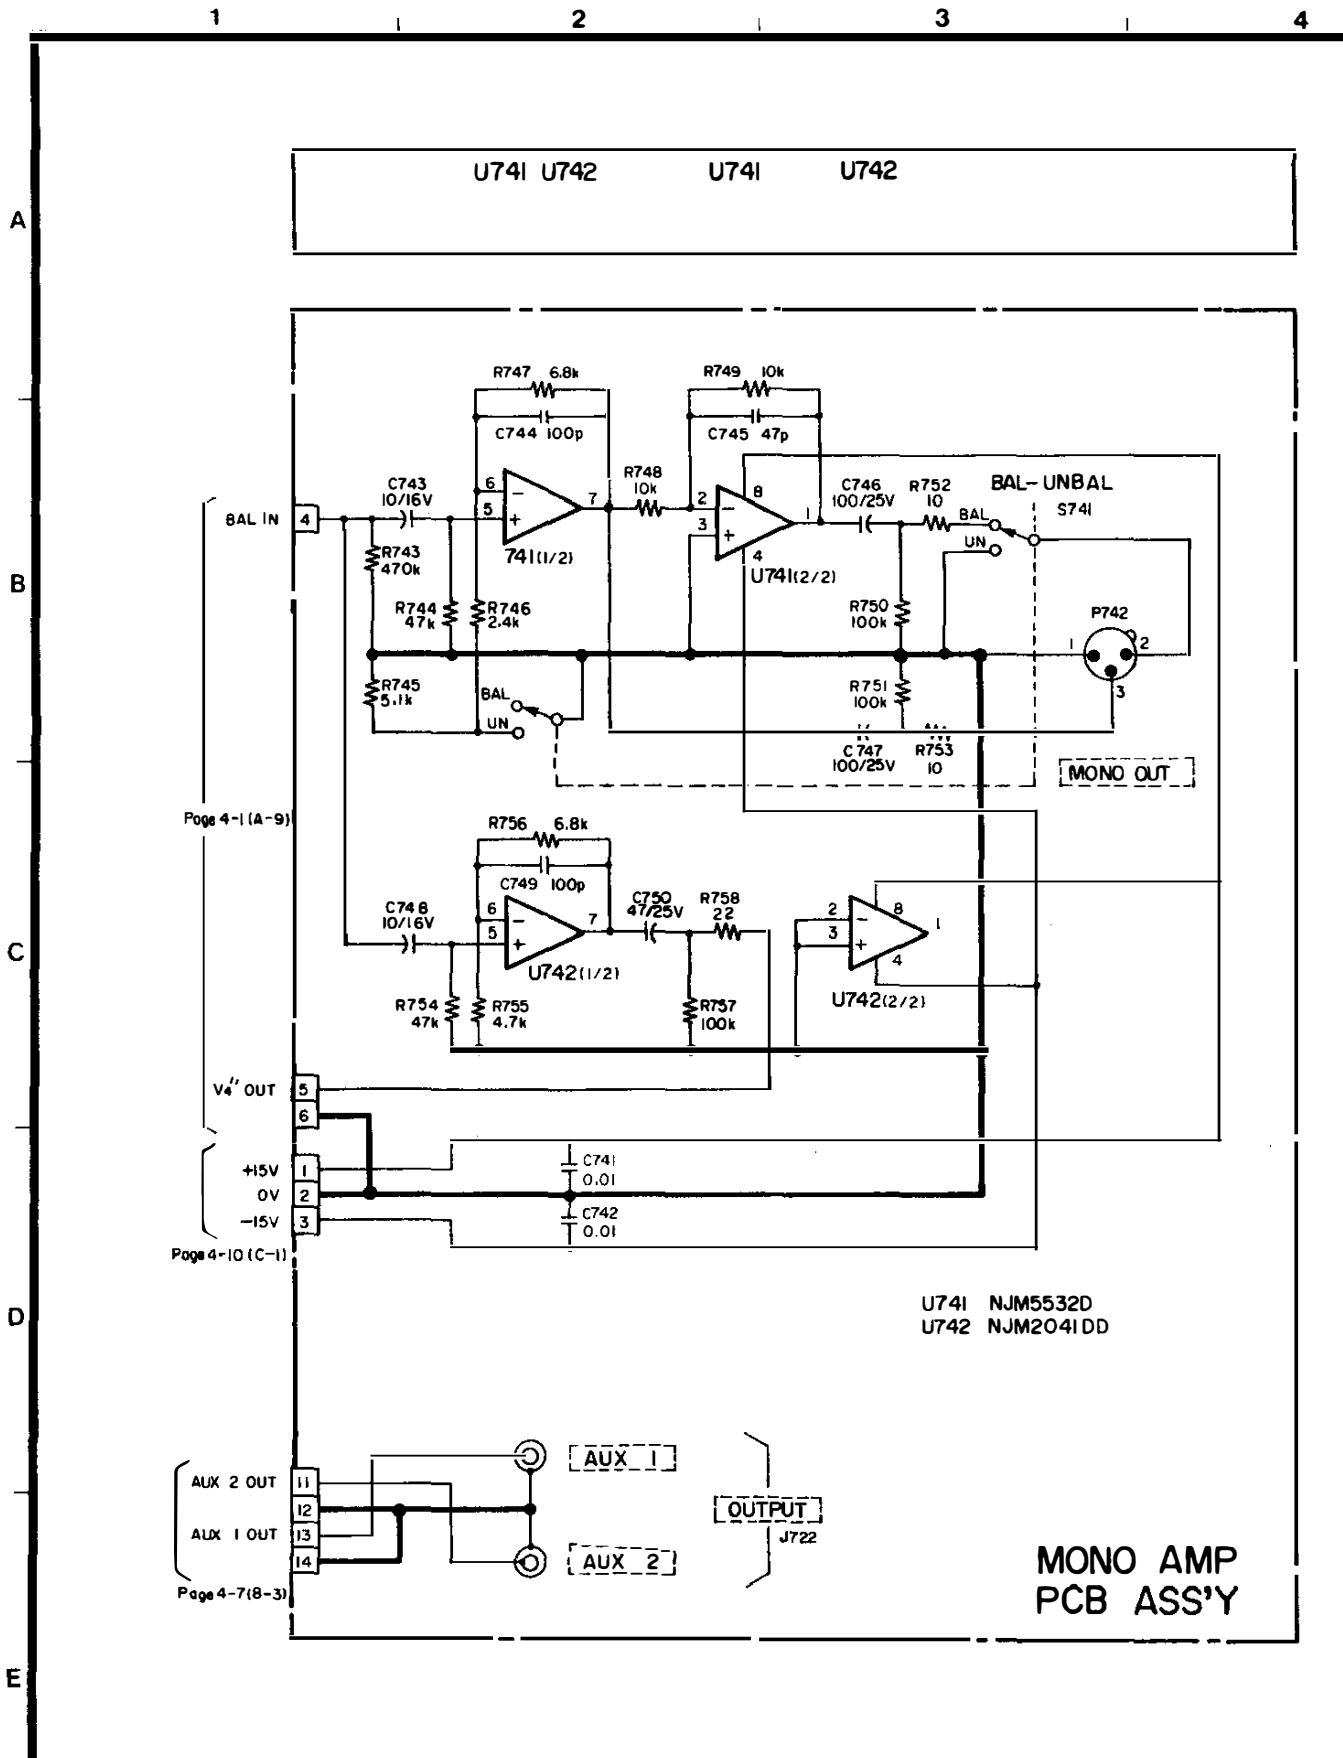 1 2 3 4
U741 U742 U741 U742
A
R747 6.8k
R749 10k
C744 100p
C745 47p
C743
10/16V
R748
10k
C746
100/25V
R752
10
BAL-UNBAL
S741
BAL IN 4
6
5
7
2
3
8
1
4
BAL
UN
741(1/2)
U741(2/2)
B
R743
470k
R744
47k
R746
2.4k
R750
100k
P742
1 2
3
R745
5.1k
BAL
UN
R751
100k
C747
100/25V
R753
10
MONO OUT
Page 4-1(A-9)
R756 6.8k
C749 100p
C748
10/16V
C750
47/25V
R758
22
6
5
7
2
3
8
1
4
C
U742(1/2)
U742(2/2)
R754
47k
R755
4.7k
R757
100k
V4" OUT 5
6
+15V 1
0V 2
-15V 3
C741
0.01
C742
0.01
Page 4-10(C-1)
D
U741 NJM5532D
U742 NJM2041DD
AUX 1
AUX 2 OUT 11
12
AUX 1 OUT 13
14
OUTPUT
J722
AUX 2
Page 4-7(8-3)
MONO AMP
PCB ASS'Y
E